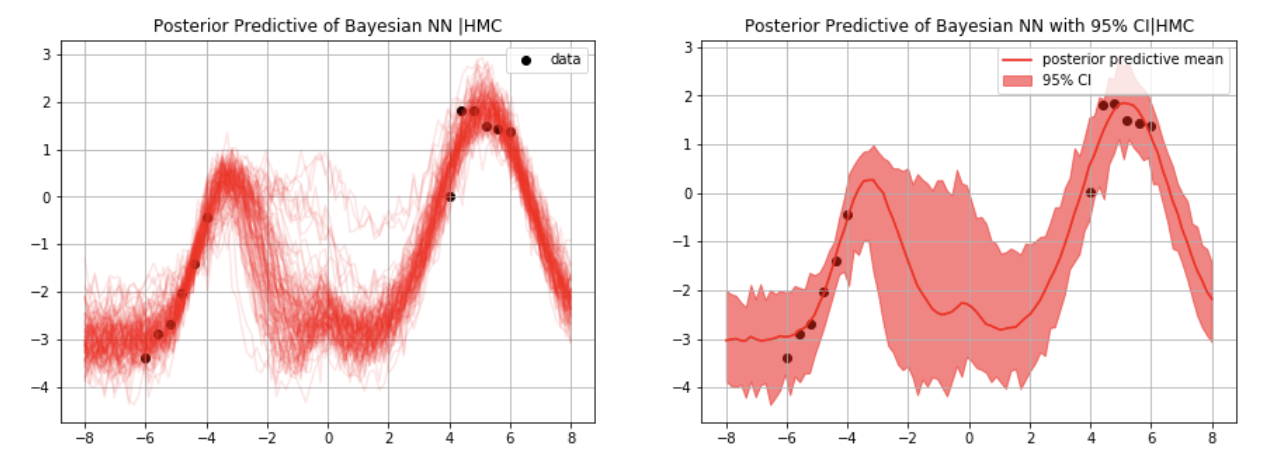 Posterior Predictive of Bayesian NN |HMC
data
3
2
1
0
−1
−2
−3
−4
−8 −6 −4 −2 0 2 4 6 8
Posterior Predictive of Bayesian NN with 95% CI|HMC
posterior predictive mean
95% CI
3
2
1
0
−1
−2
−3
−4
−8 −6 −4 −2 0 2 4 6 8